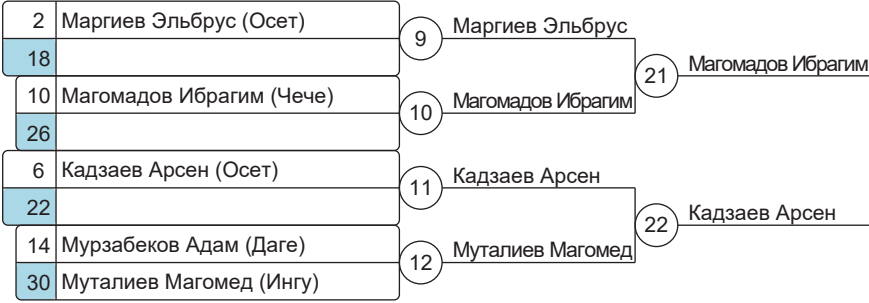 2 Маргиев Эльбрус (Осет)
18
9 Маргиев Эльбрус
10 Магомадов Ибрагим (Чече)
26
10 Магомадов Ибрагим
21 Магомадов Ибрагим
6 Кадзаев Арсен (Осет)
22
11 Кадзаев Арсен
14 Мурзабеков Адам (Даге)
30 Муталиев Магомед (Ингу)
12 Муталиев Магомед
22 Кадзаев Арсен